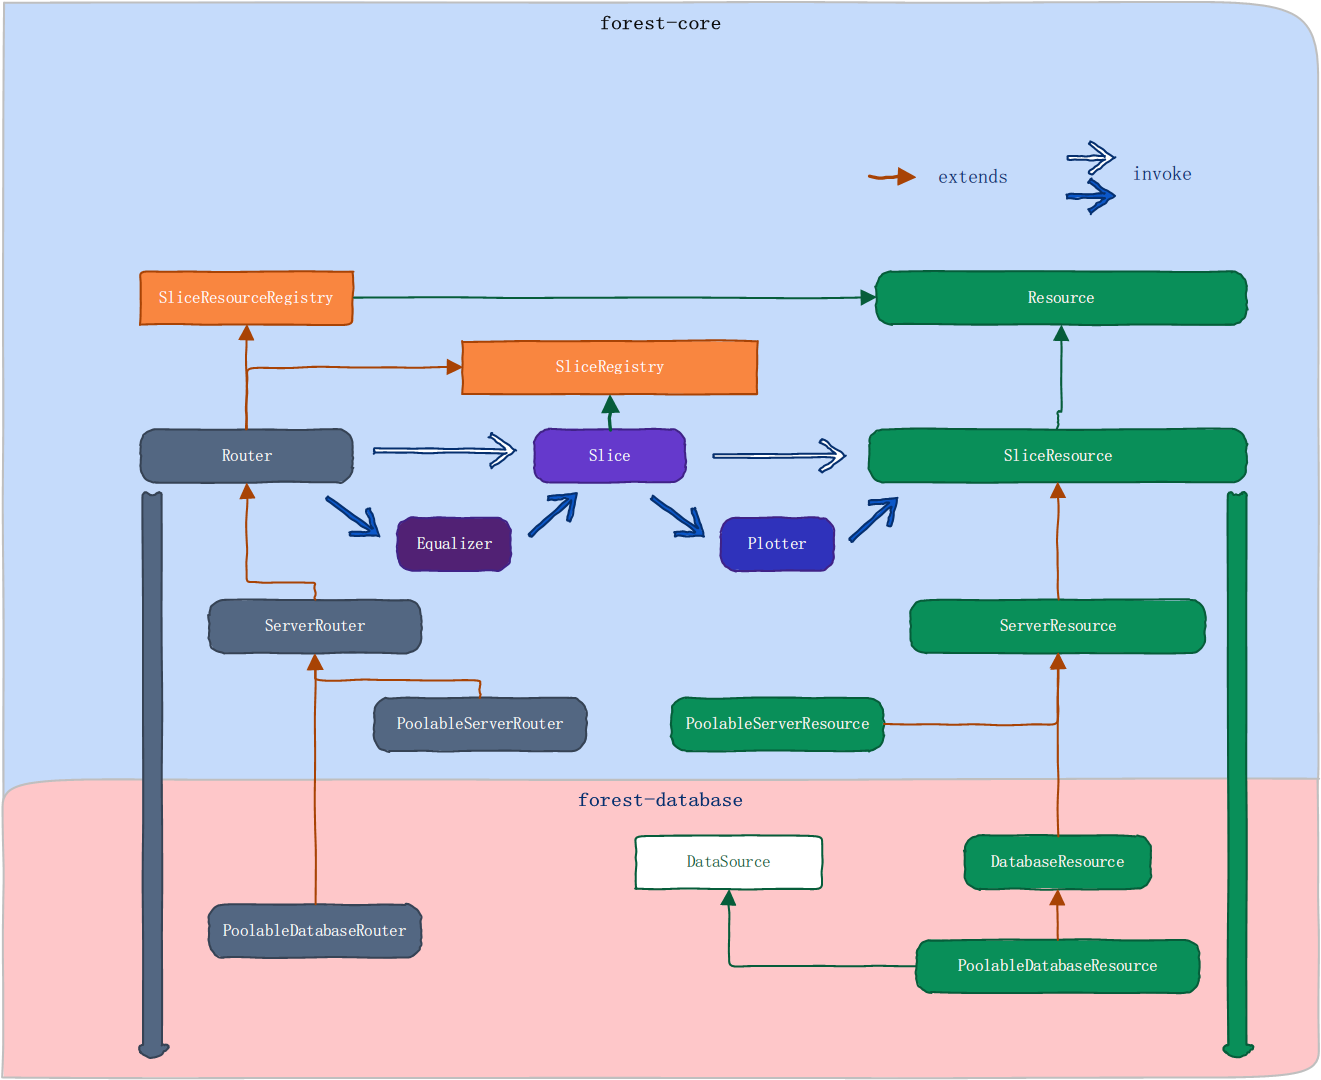 forest-core
extends
invoke
SliceResourceRegistry
Resource
SliceRegistry
Router
Slice
SliceResource
Equalizer
Plotter
ServerRouter
ServerResource
PoolableServerRouter
PoolableServerResource
forest-database
DataSource
DatabaseResource
PoolableDatabaseRouter
PoolableDatabaseResource